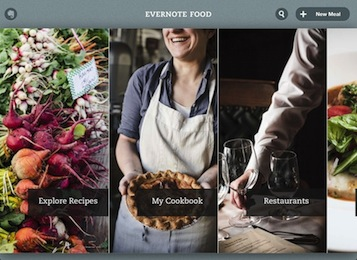 EVERNOTE FOOD
New Meal
Explore Recipes
My Cookbook
Restaurants